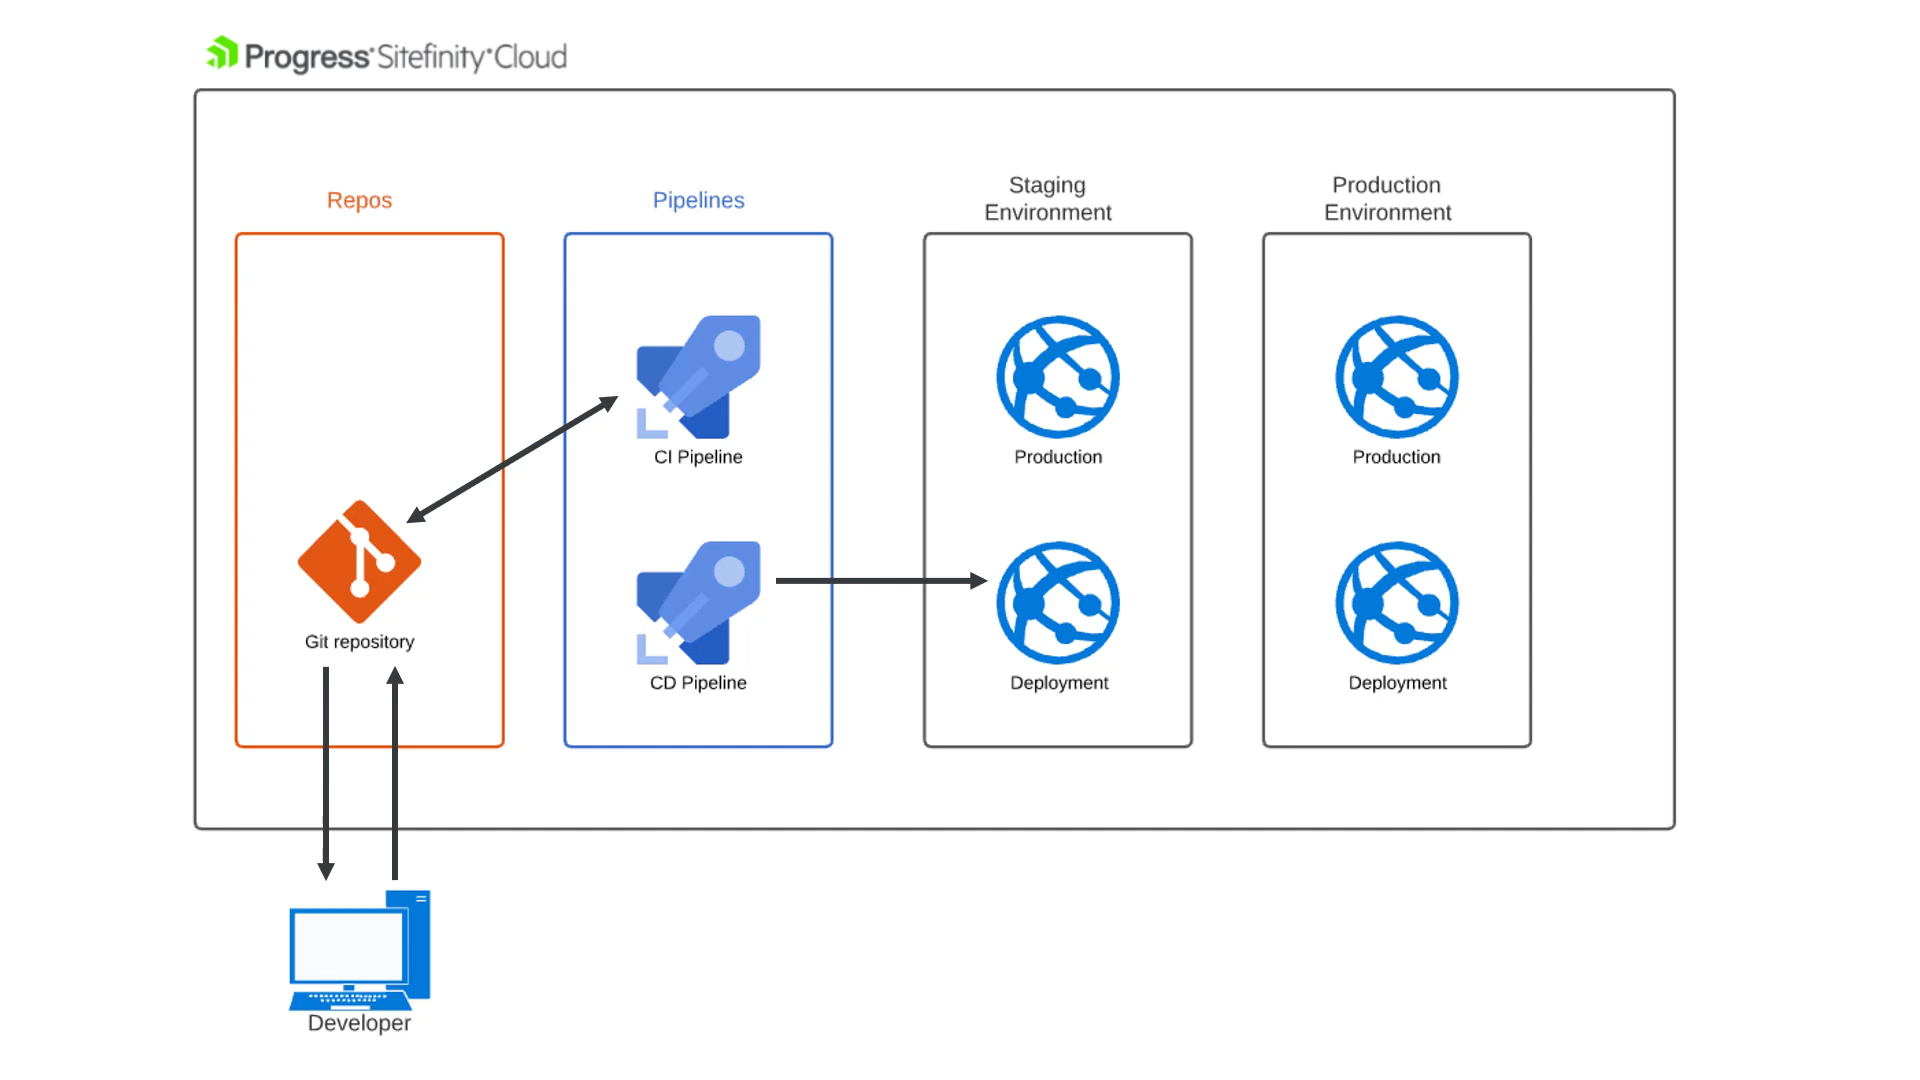 Progress® Sitefinity® Cloud
Repos
Pipelines
Staging
Environment
Production
Environment
CI Pipeline
Production
Production
Git repository
CD Pipeline
Deployment
Deployment
Developer